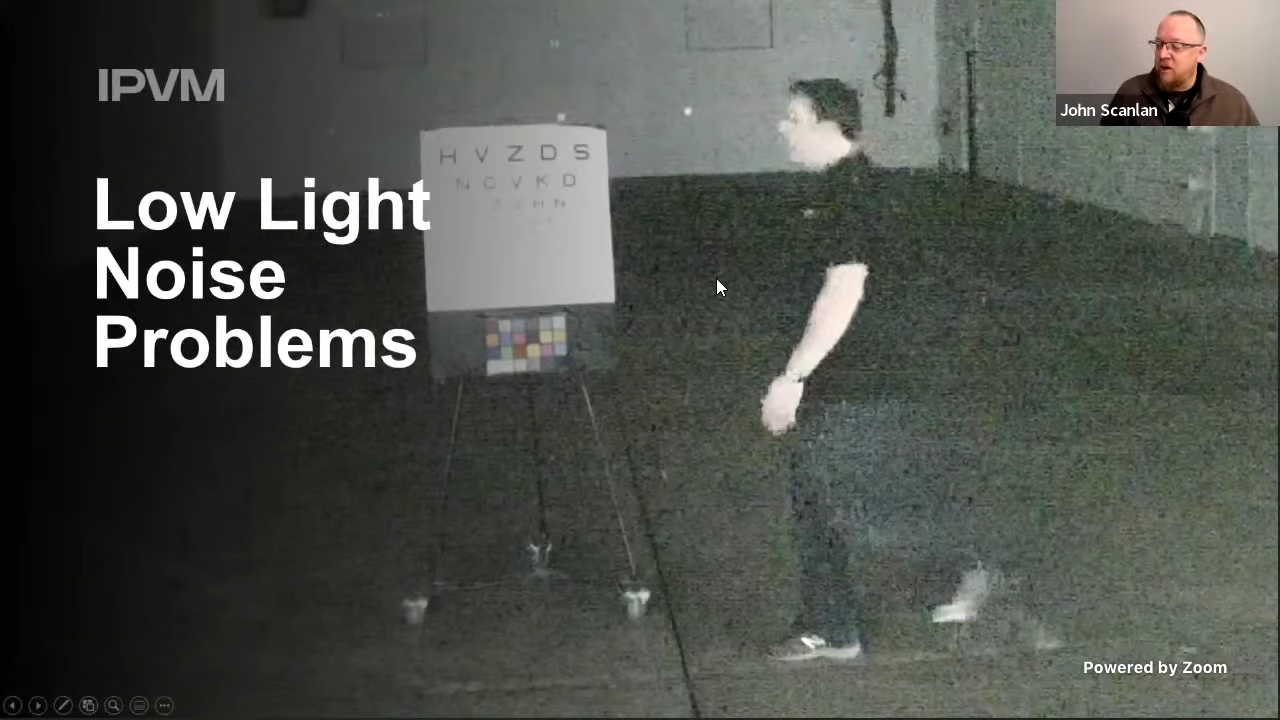 IPVM
Low Light
Noise
Problems
H V Z D S
N C V K D
John Scanlan
Powered by Zoom